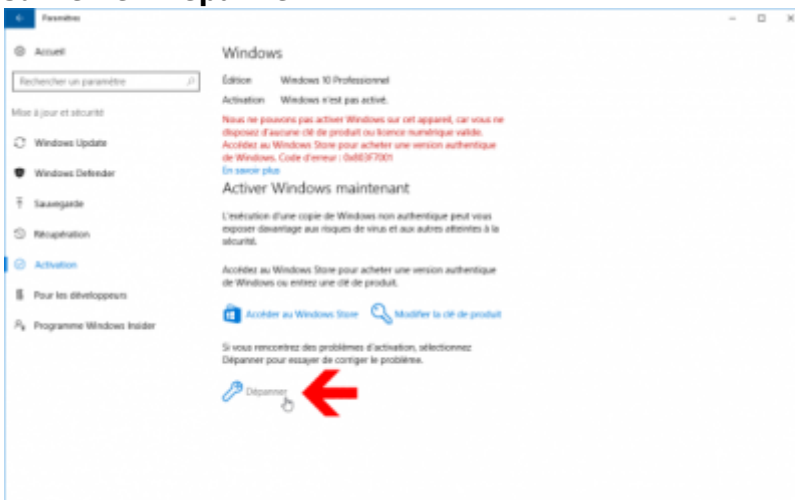 Paramètres
Accueil
Rechercher un paramètre
Mise à jour et sécurité
Windows Update
Windows Defender
Sauvegarde
Récupération
Activation
Pour les développeurs
Programme Windows Insider
Windows
Édition Windows 10 Professionnel
Activation Windows n'est pas activé.
Nous ne pouvons pas activer Windows sur cet appareil, car vous ne
disposez d'aucune clé de produit ou licence numérique valide.
Accédez au Windows Store pour acheter une version authentique
de Windows. Code d'erreur : 0x803F7001
En savoir plus
Activer Windows maintenant
L'exécution d'une copie de Windows non authentique peut vous
exposer davantage aux risques de virus et aux autres atteintes à la
sécurité.
Accédez au Windows Store pour acheter une version authentique
de Windows ou entrez une clé de produit.
Accéder au Windows Store Modifier la clé de produit
Si vous rencontrez des problèmes d'activation, sélectionnez
Dépanner pour essayer de corriger le problème.
Dépanner